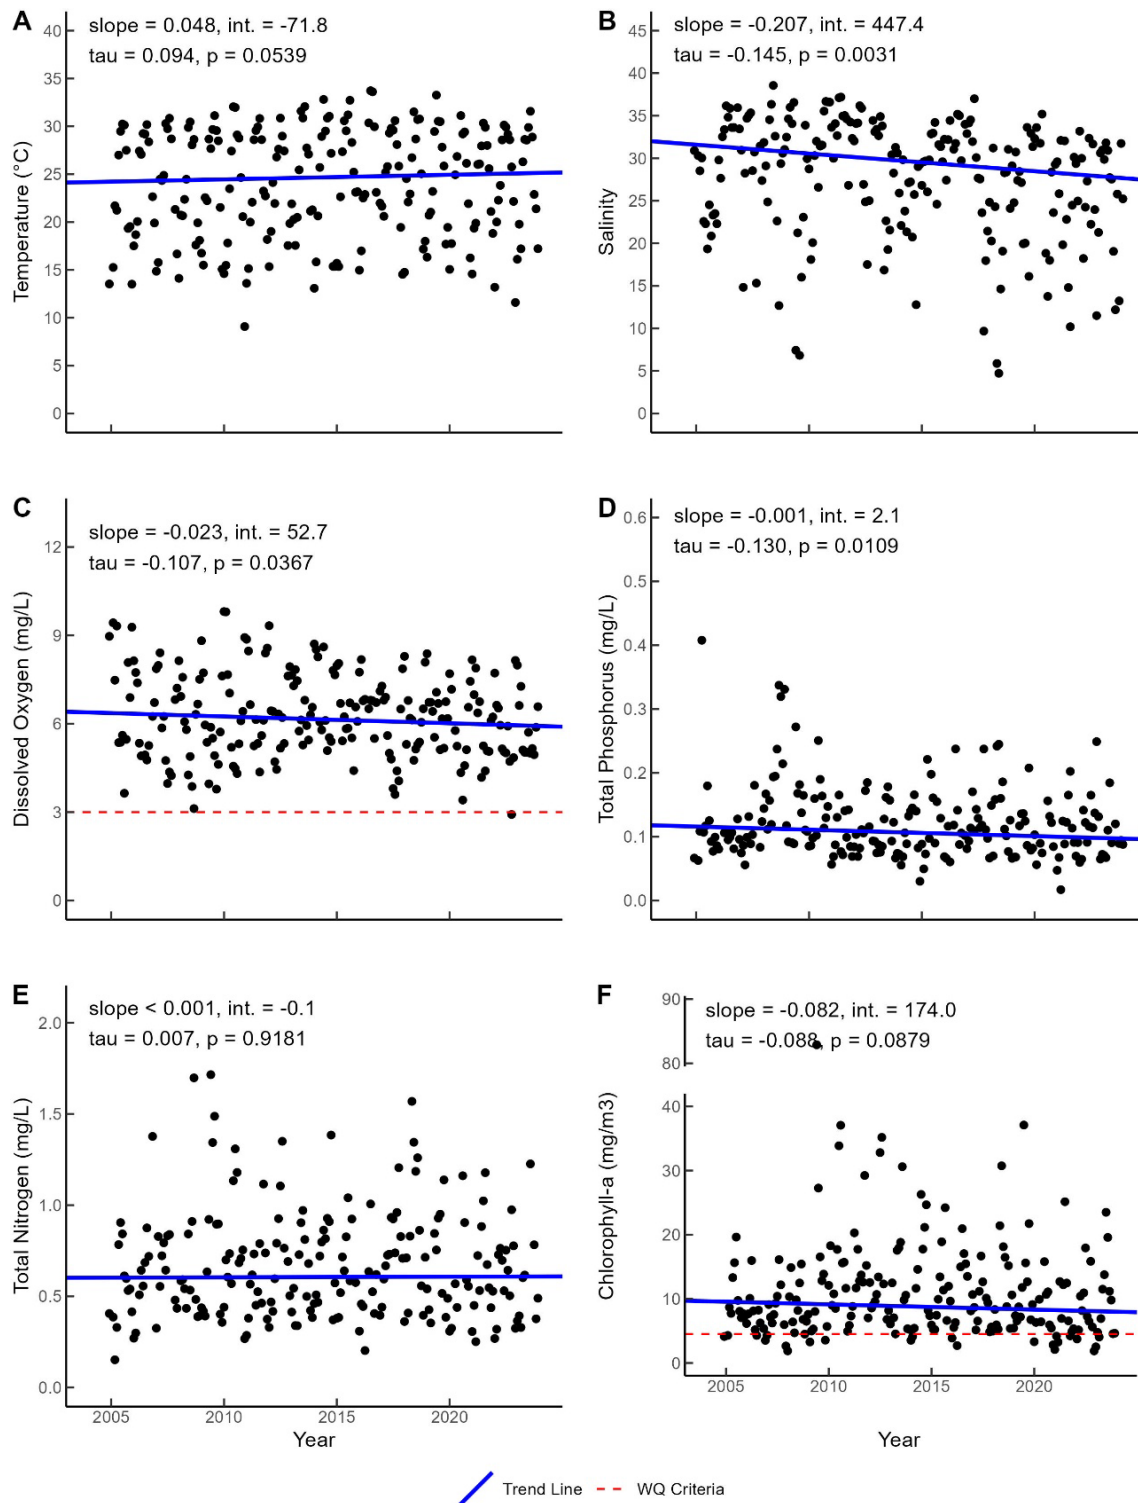 A
slope = 0.048, int. = -71.8
tau = 0.094, p = 0.0539
Temperature (°C)
40
35
30
25
20
15
10
5
0
B
slope = -0.207, int. = 447.4
tau = -0.145, p = 0.0031
Salinity
45
40
35
30
25
20
15
10
5
0
C
slope = -0.023, int. = 52.7
tau = -0.107, p = 0.0367
Dissolved Oxygen (mg/L)
12
9
6
3
0
D
slope = -0.001, int. = 2.1
tau = -0.130, p = 0.0109
Total Phosphorus (mg/L)
0.6
0.5
0.4
0.3
0.2
0.1
0.0
E
slope < 0.001, int. = -0.1
tau = 0.007, p = 0.9181
Total Nitrogen (mg/L)
2.0
1.5
1.0
0.5
0.0
2005 2010 2015 2020
Year
F
slope = -0.082, int. = 174.0
tau = -0.088, p = 0.0879
Chlorophyll-a (mg/m3)
90
80
40
30
20
10
0
2005 2010 2015 2020
Year
Trend Line WQ Criteria